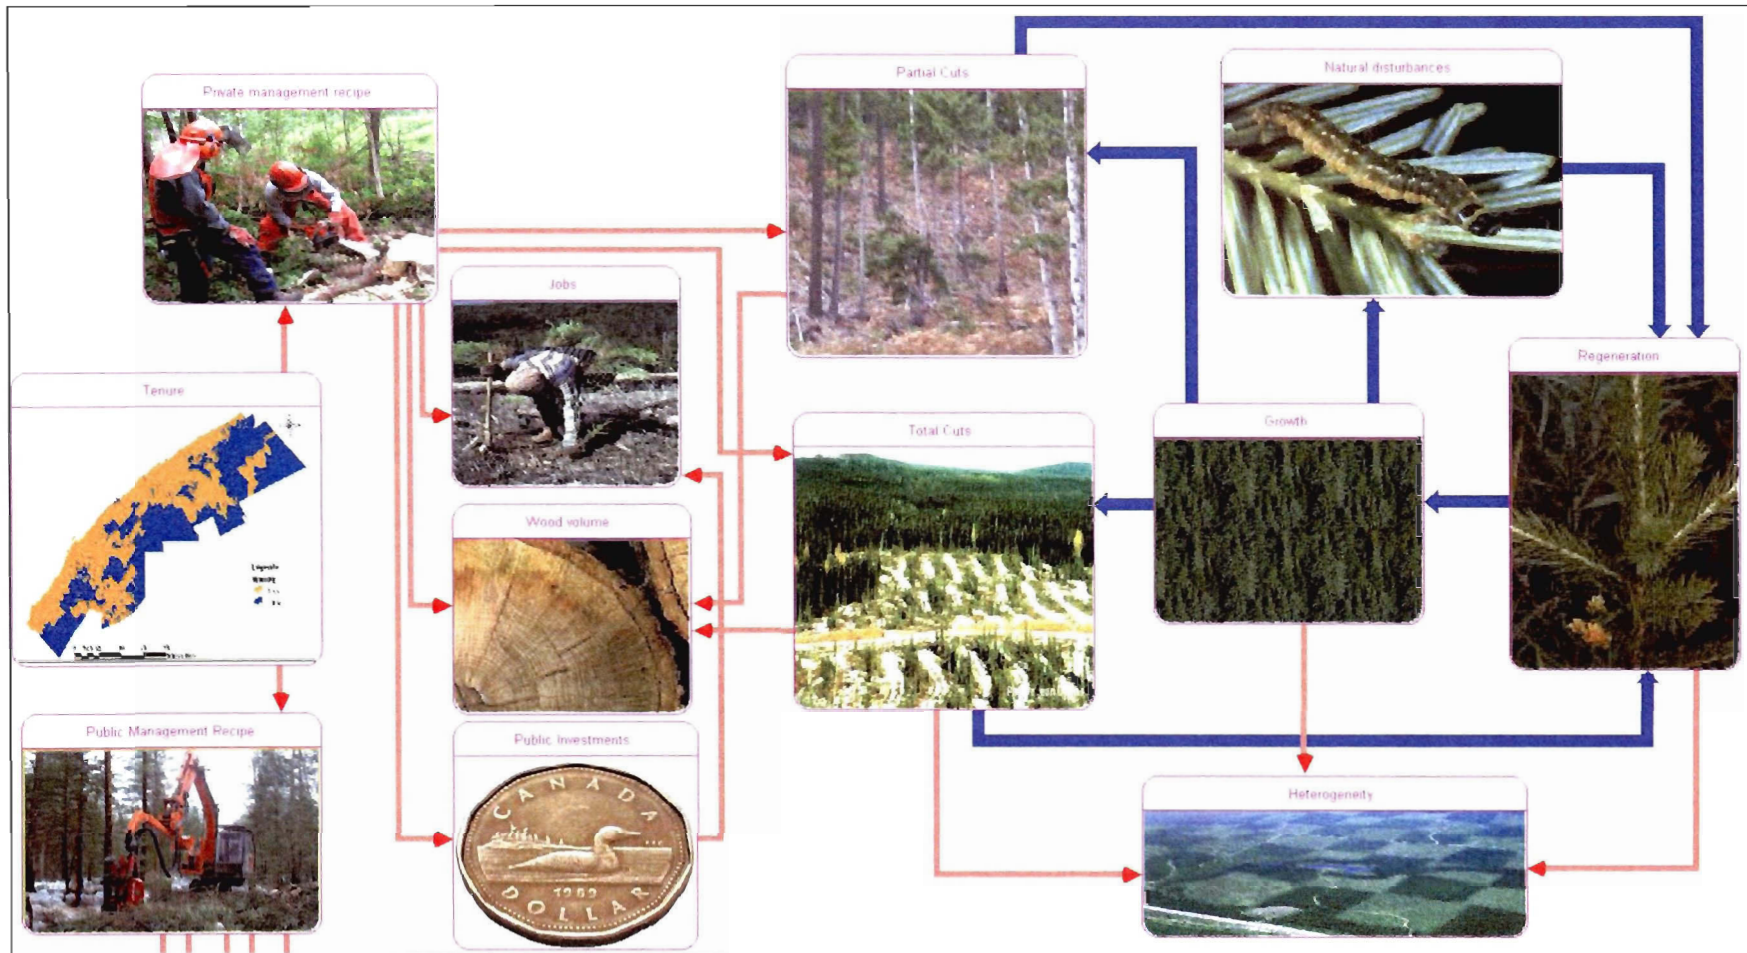 Partial Cuts
Natural disturbances
Private management recipe
Jobs
Regeneration
Tenure
Total Cuts
Growth
Wood volume
Public Management Recipe
Public Investments
CANADA
1989
DOLLAR
Heterogeneity